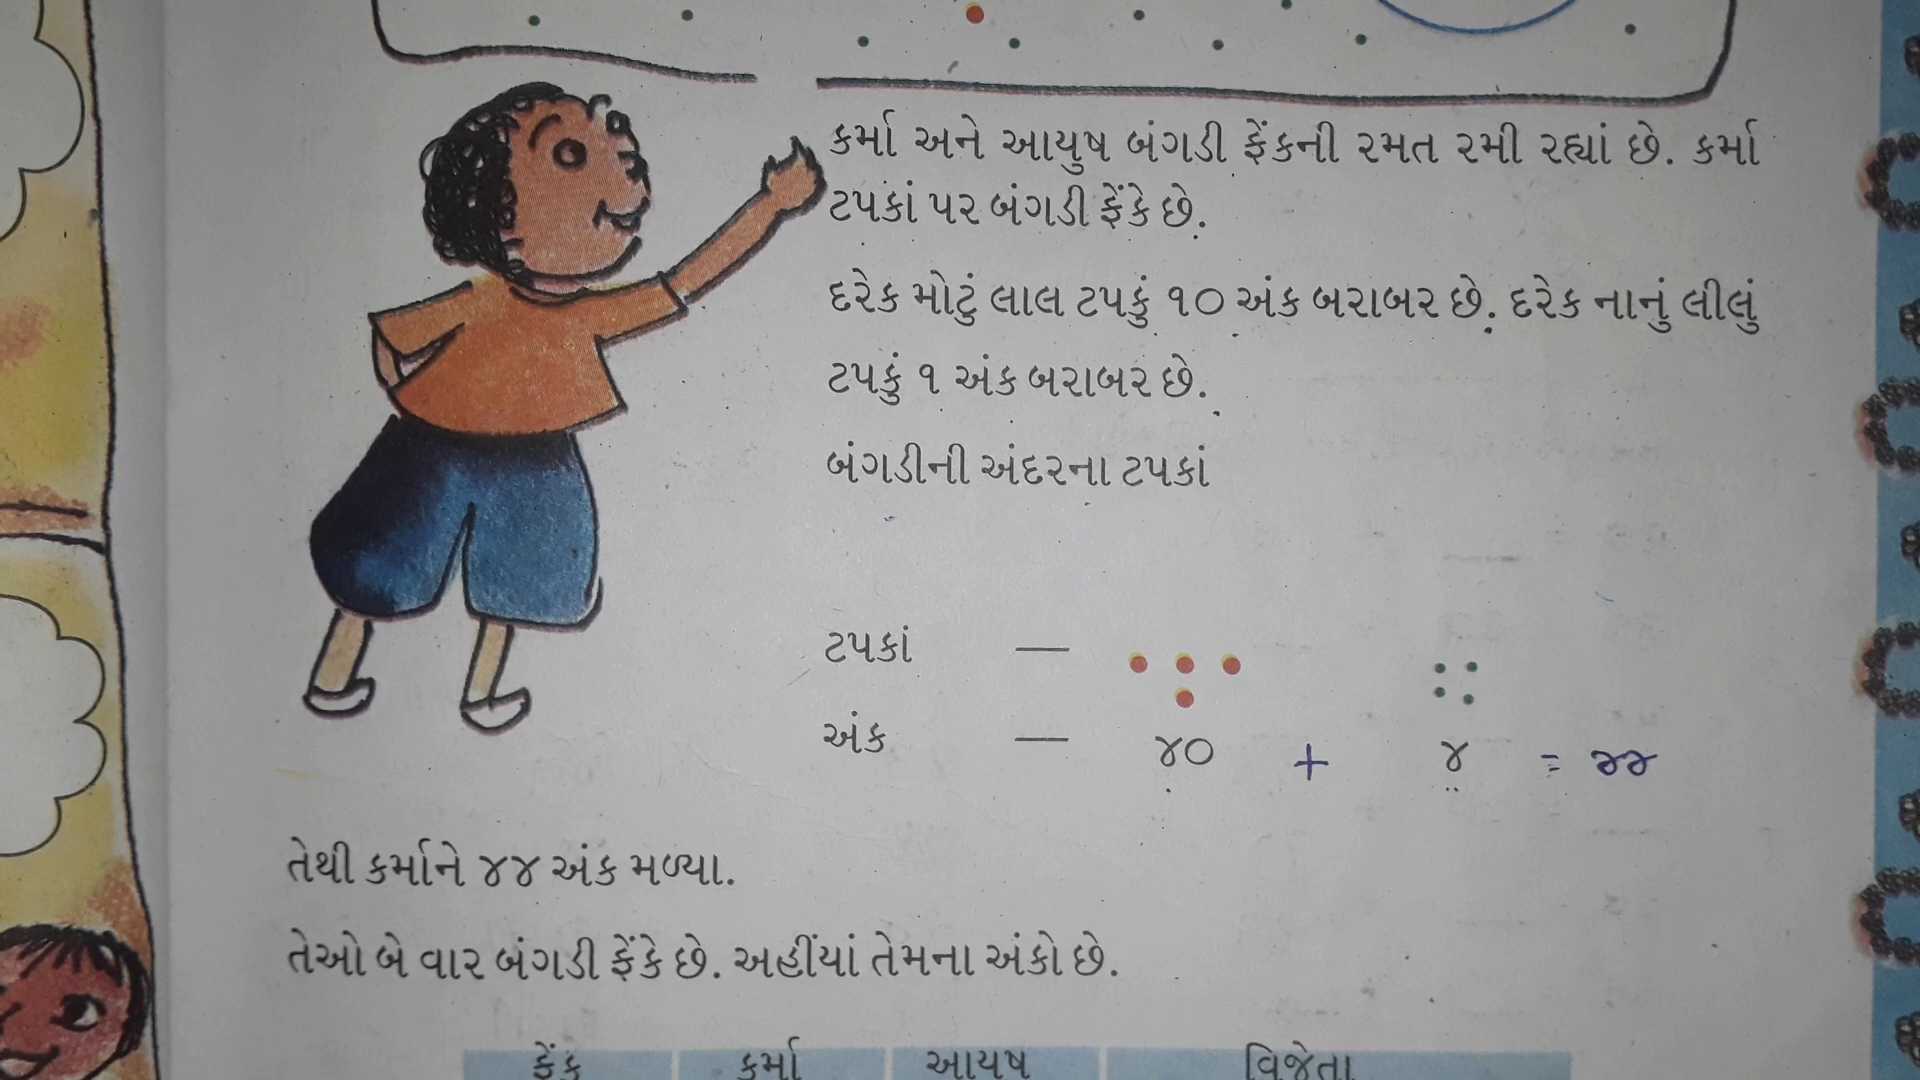 કર્મા અને આયુષ બંગડી ફેંકની રમત રમી રહ્યાં છે. કર્મા
ટપકાં પર બંગડી ફેંકે છે.
દરેક મોટું લાલ ટપકું ૧૦ અંક બરાબર છે. દરેક નાનું લીલું
ટપકું ૧ અંક બરાબર છે.
બંગડીની અંદરના ટપકાં
ટપકાં —
અંક — ૪૦ + ૪ = ૪૪
તેથી કર્માને ૪૪ અંક મળ્યા.
તેઓ બે વાર બંગડી ફેંકે છે. અહીંયાં તેમના અંકો છે.
ફેંક કર્મા આયુષ વિજેતા